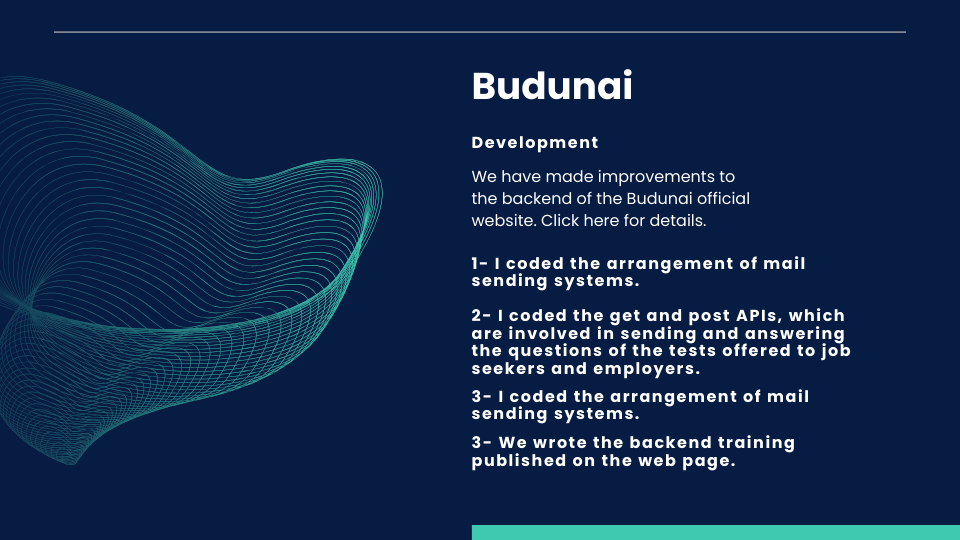 Budunai
Development
We have made improvements to
the backend of the Budunai official
website. Click here for details.
1- I coded the arrangement of mail
sending systems.
2- I coded the get and post APIs, which
are involved in sending and answering
the questions of the tests offered to job
seekers and employers.
3- I coded the arrangement of mail
sending systems.
3- We wrote the backend training
published on the web page.